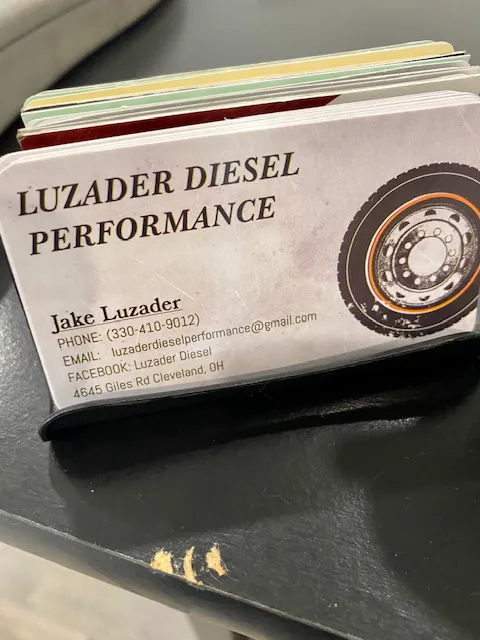 LUZADER DIESEL
PERFORMANCE
Jake Luzader
PHONE: (330-410-9012)
EMAIL: luzaderdieselperformance@gmail.com
FACEBOOK: Luzader Diesel
4645 Giles Rd Cleveland, OH